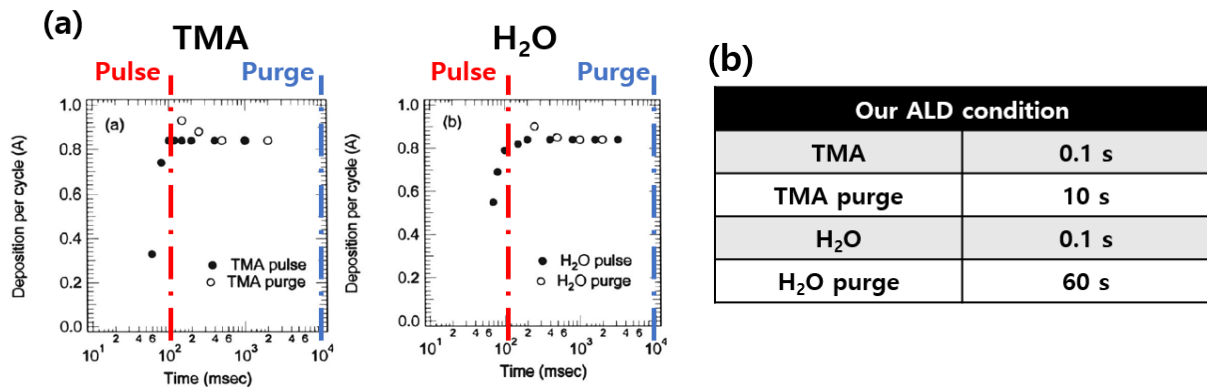 (a)
TMA
H₂O
Pulse
Purge
Pulse
Purge
(a)
Deposition per cycle (A)
1.0
0.8
0.6
0.4
0.2
0.0
TMA pulse
TMA purge
2 4 6 2 4 6 2 4 6
10¹ 10² 10³ 10⁴
Time (msec)
(b)
Deposition per cycle (A)
1.0
0.8
0.6
0.4
0.2
0.0
H₂O pulse
H₂O purge
2 4 6 2 4 6 2 4 6
10¹ 10² 10³ 10⁴
Time (msec)
(b)
Our ALD condition
TMA 0.1 s
TMA purge 10 s
H₂O 0.1 s
H₂O purge 60 s